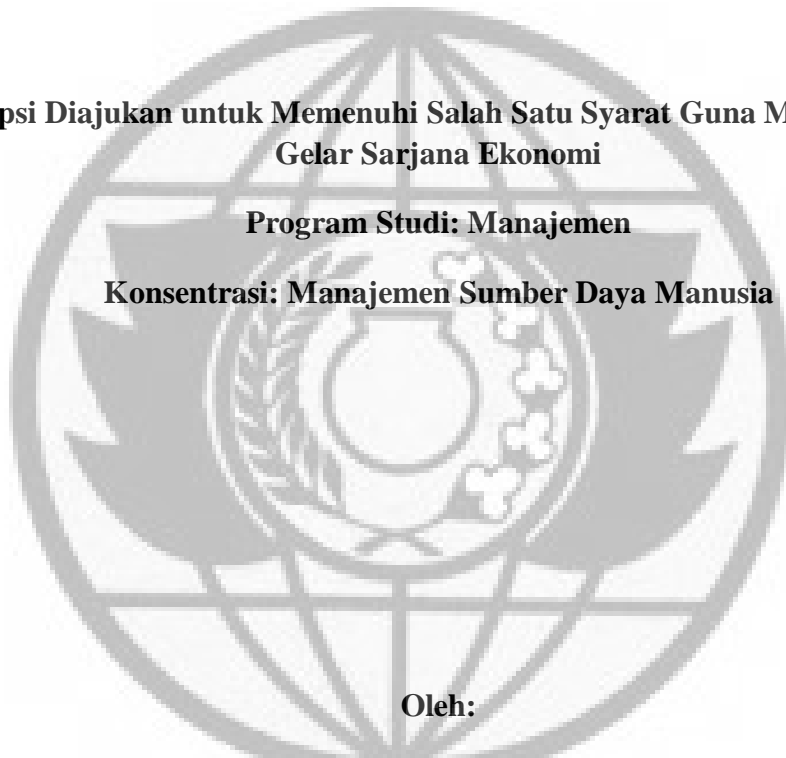 Diajukan untuk Memenuhi Salah Satu Syarat Guna
Gelar Sarjana Ekonomi
Program Studi: Manajemen
Konsentrasi: Manajemen Sumber Daya Manusia
Oleh: